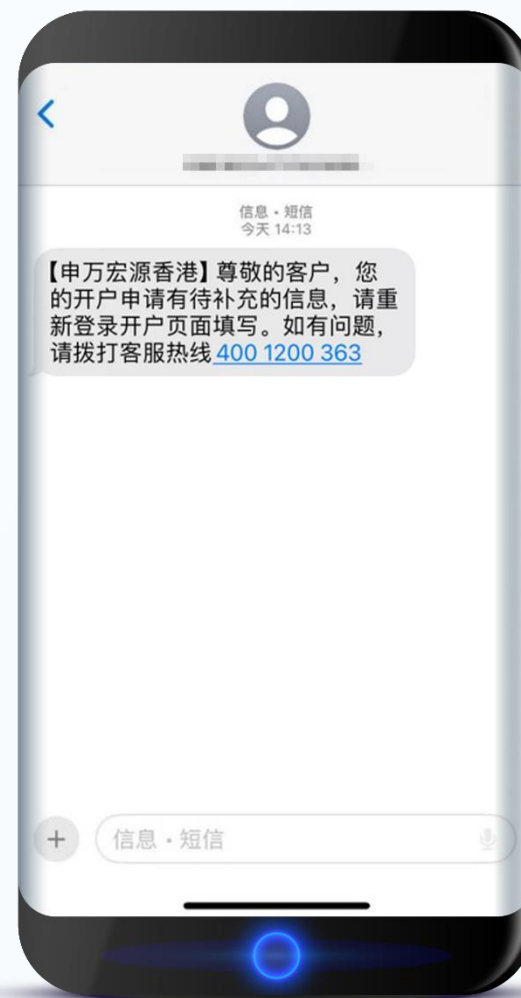 信息·短信
今天 14:13
【申万宏源香港】尊敬的客户，您
的开户申请有待补充的信息，请重
新登录开户页面填写。如有问题，
请拨打客服热线 400 1200 363
信息·短信